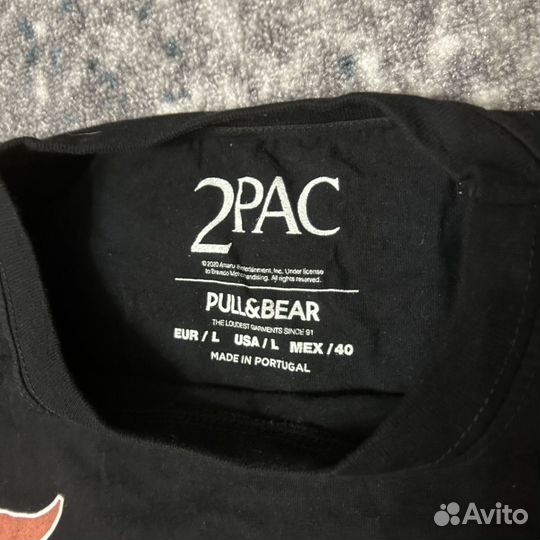 2PAC
©2020 Amaru Entertainment, Inc. Under license
to Bravado Merchandising. All rights reserved.
PULL&BEAR
THE LOUDEST GARMENTS SINCE 91
EUR / L USA / L MEX / 40
MADE IN PORTUGAL
Avito